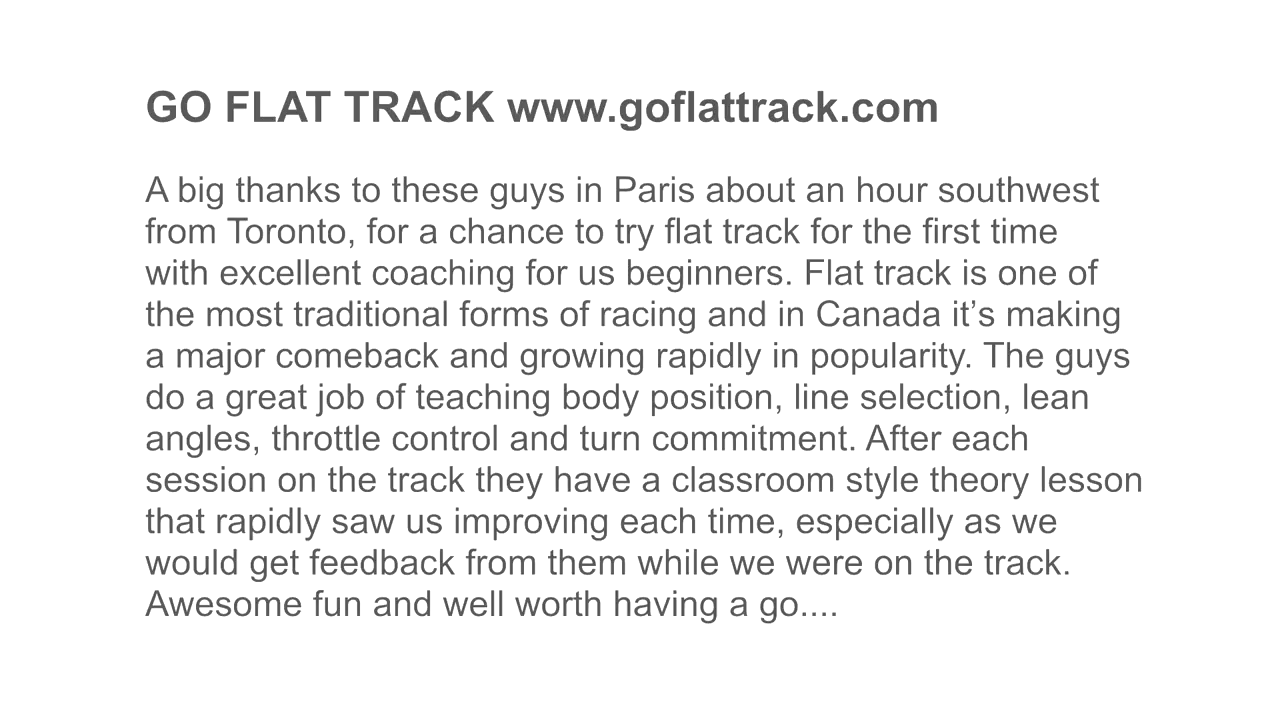 GO FLAT TRACK www.goflattrack.com
A big thanks to these guys in Paris about an hour southwest
from Toronto, for a chance to try flat track for the first time
with excellent coaching for us beginners. Flat track is one of
the most traditional forms of racing and in Canada it’s making
a major comeback and growing rapidly in popularity. The guys
do a great job of teaching body position, line selection, lean
angles, throttle control and turn commitment. After each
session on the track they have a classroom style theory lesson
that rapidly saw us improving each time, especially as we
would get feedback from them while we were on the track.
Awesome fun and well worth having a go....